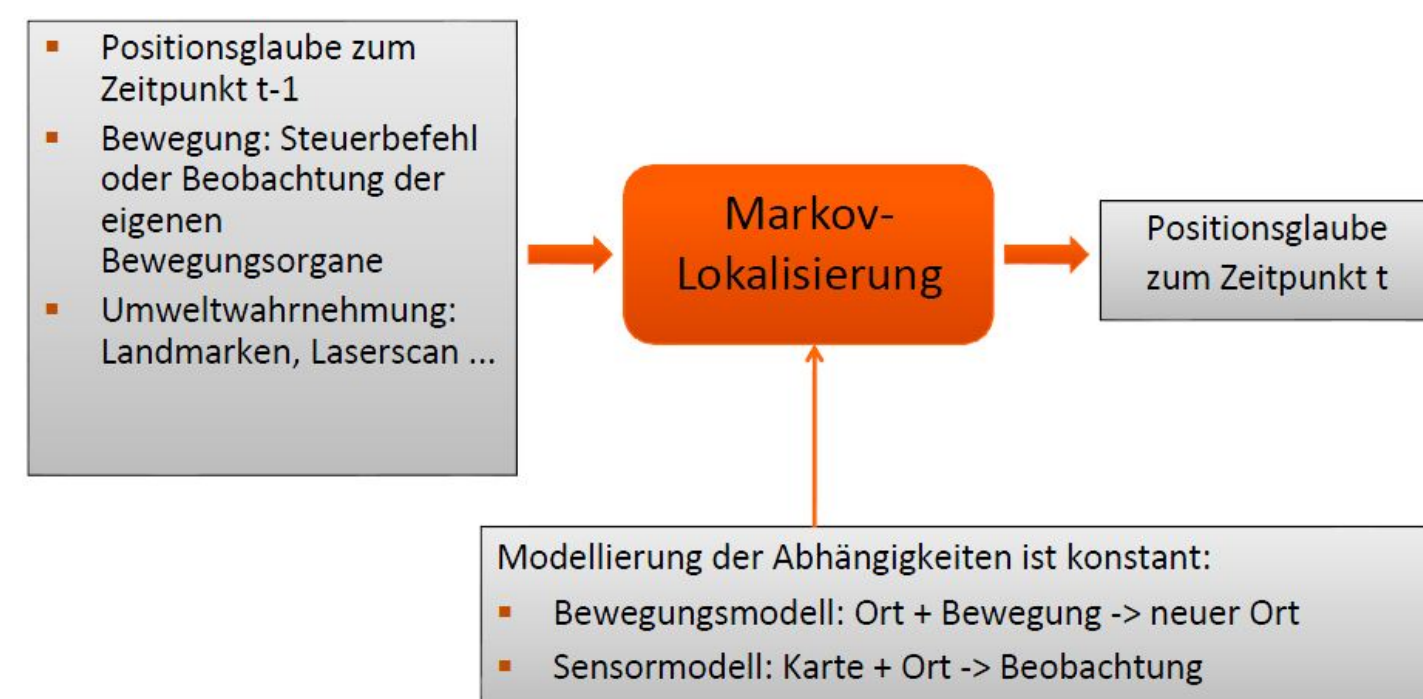 ▪ Positionsglaube zum
Zeitpunkt t-1
▪ Bewegung: Steuerbefehl
oder Beobachtung der
eigenen
Bewegungsorgane
▪ Umweltwahrnehmung:
Landmarken, Laserscan ...
Markov-
Lokalisierung
Positionsglaube
zum Zeitpunkt t
Modellierung der Abhängigkeiten ist konstant:
▪ Bewegungsmodell: Ort + Bewegung -> neuer Ort
▪ Sensormodell: Karte + Ort -> Beobachtung